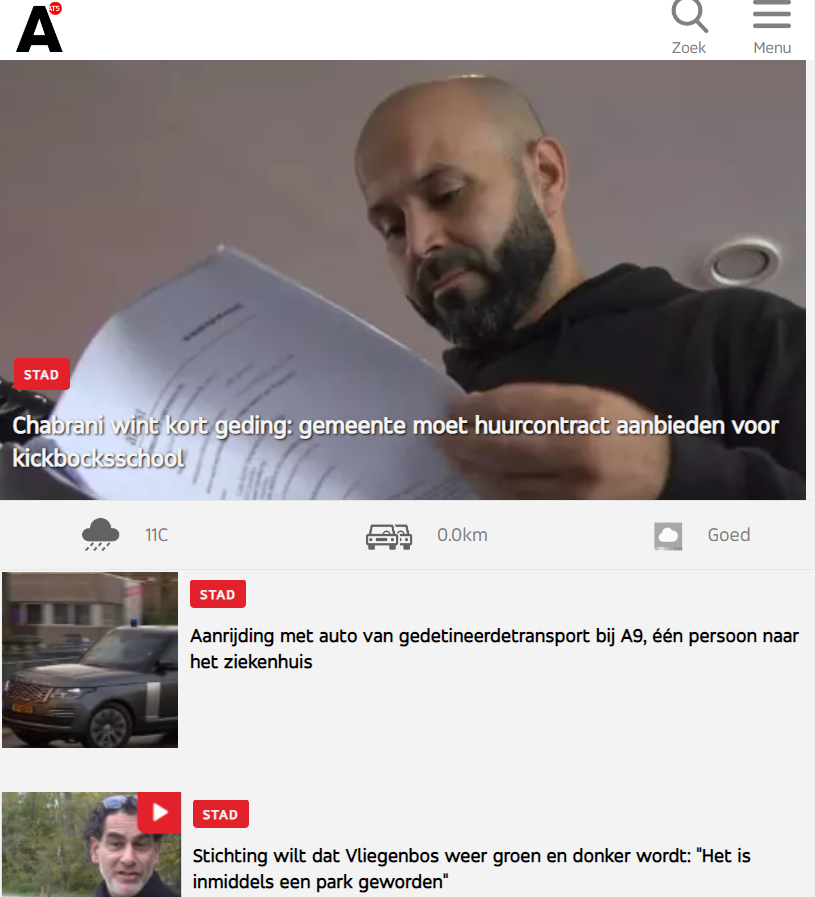 A
ATS
Zoek
Menu
STAD
Chabrani wint kort geding: gemeente moet huurcontract aanbieden voor
kickbocksschool
11C
0.0km
Goed
STAD
Aanrijding met auto van gedetineerdetransport bij A9, één persoon naar
het ziekenhuis
STAD
Stichting wilt dat Vliegenbos weer groen en donker wordt: "Het is
inmiddels een park geworden"